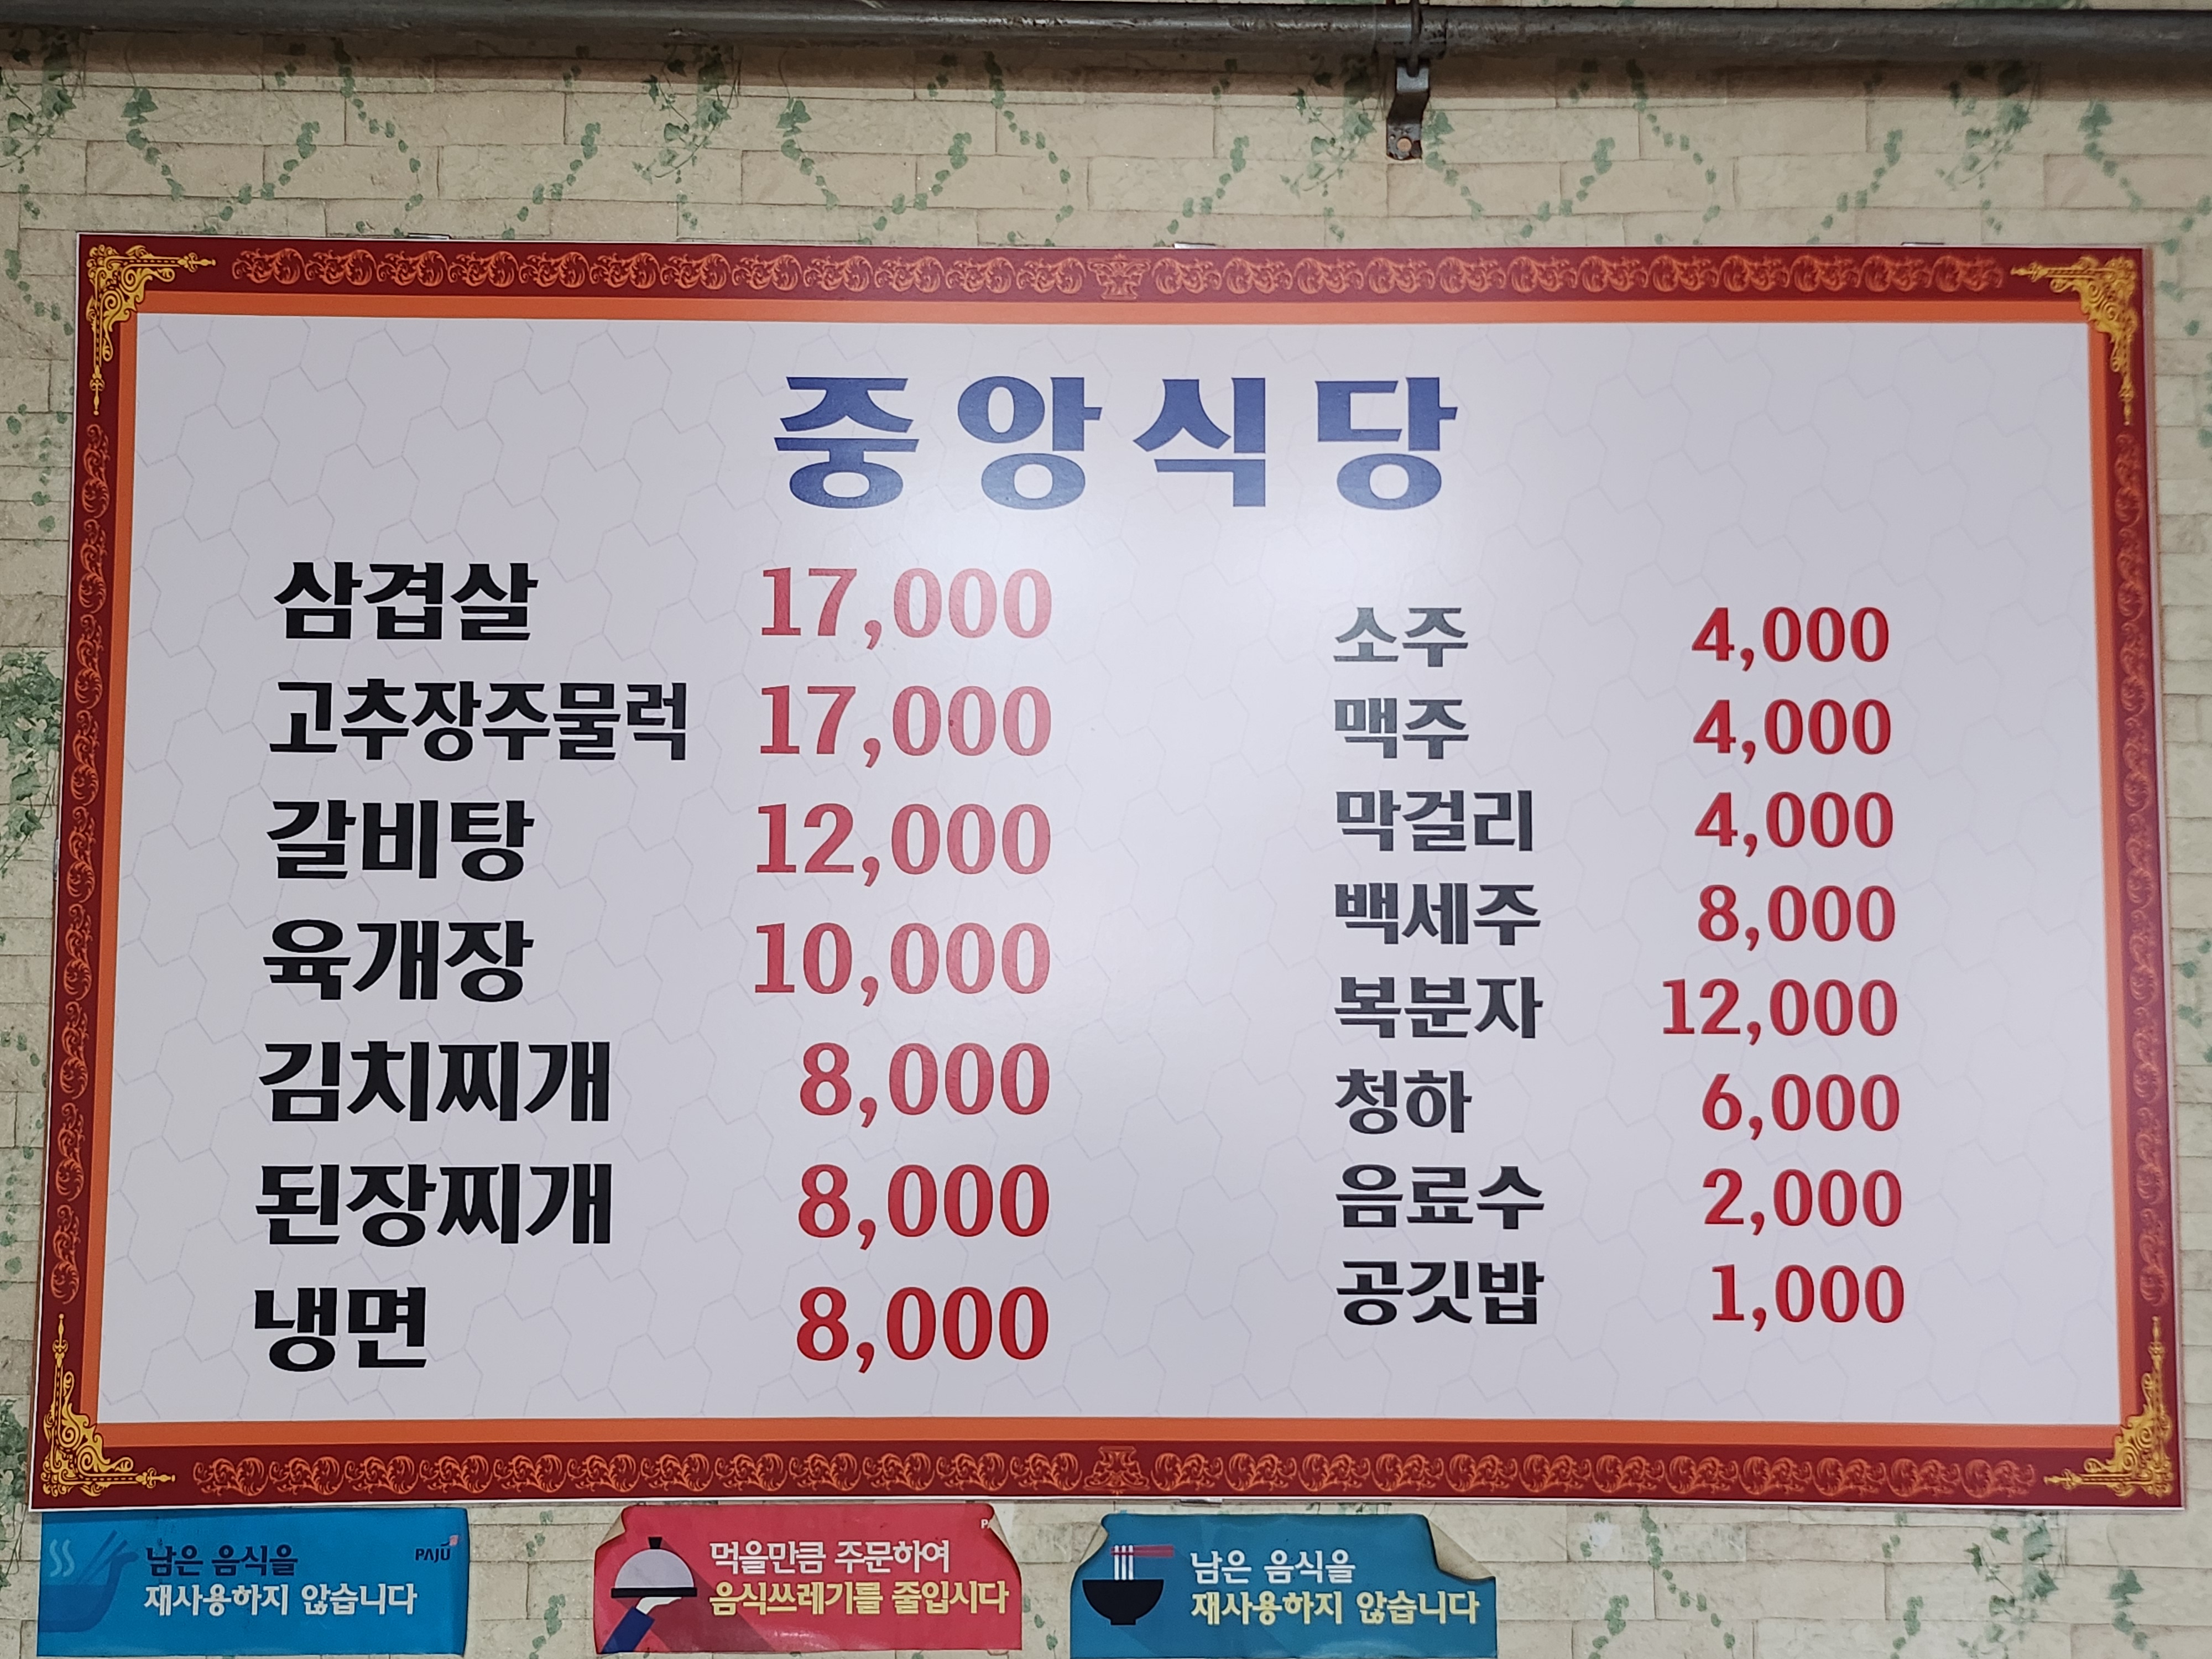 중앙식당
삼겹살 17,000
고추장주물럭 17,000
갈비탕 12,000
육개장 10,000
김치찌개 8,000
된장찌개 8,000
냉면 8,000
소주 4,000
맥주 4,000
막걸리 4,000
백세주 8,000
복분자 12,000
청하 6,000
음료수 2,000
공깃밥 1,000
남은 음식을
재사용하지 않습니다
PAJU
먹을만큼 주문하여
음식쓰레기를 줄입시다
남은 음식을
재사용하지 않습니다